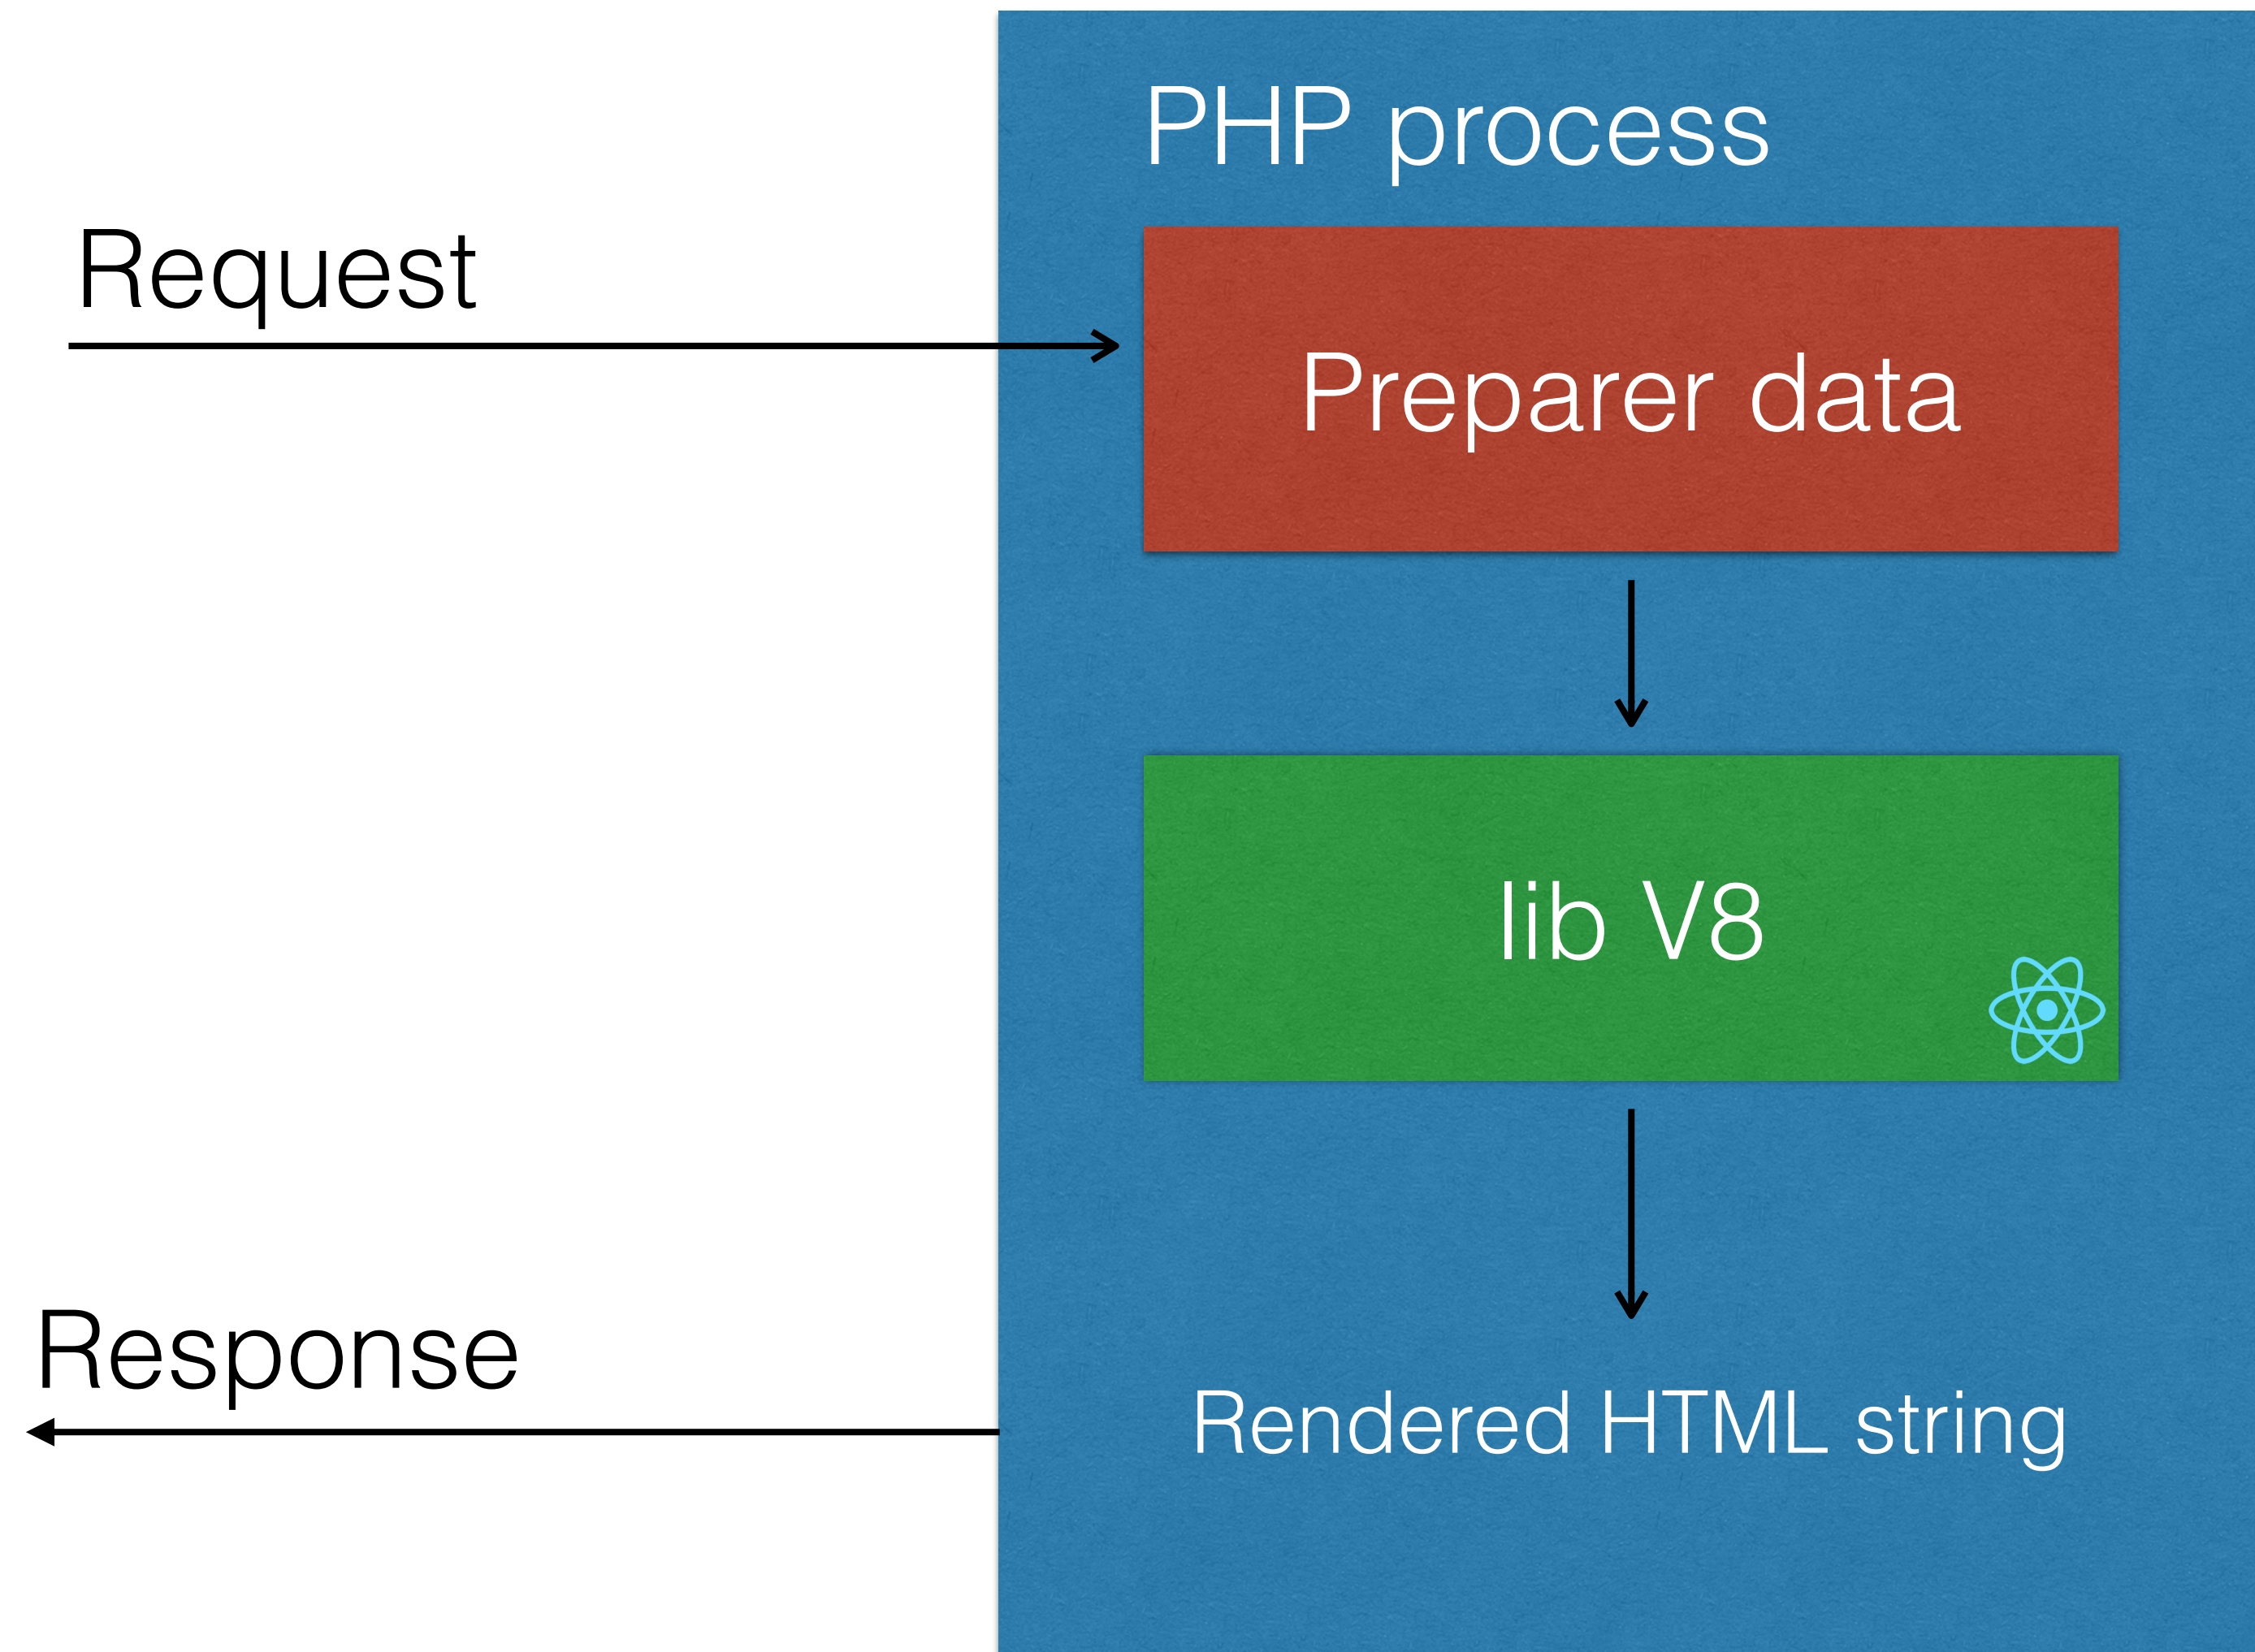 PHP process
Request
Preparer data
lib V8
Response
Rendered HTML string